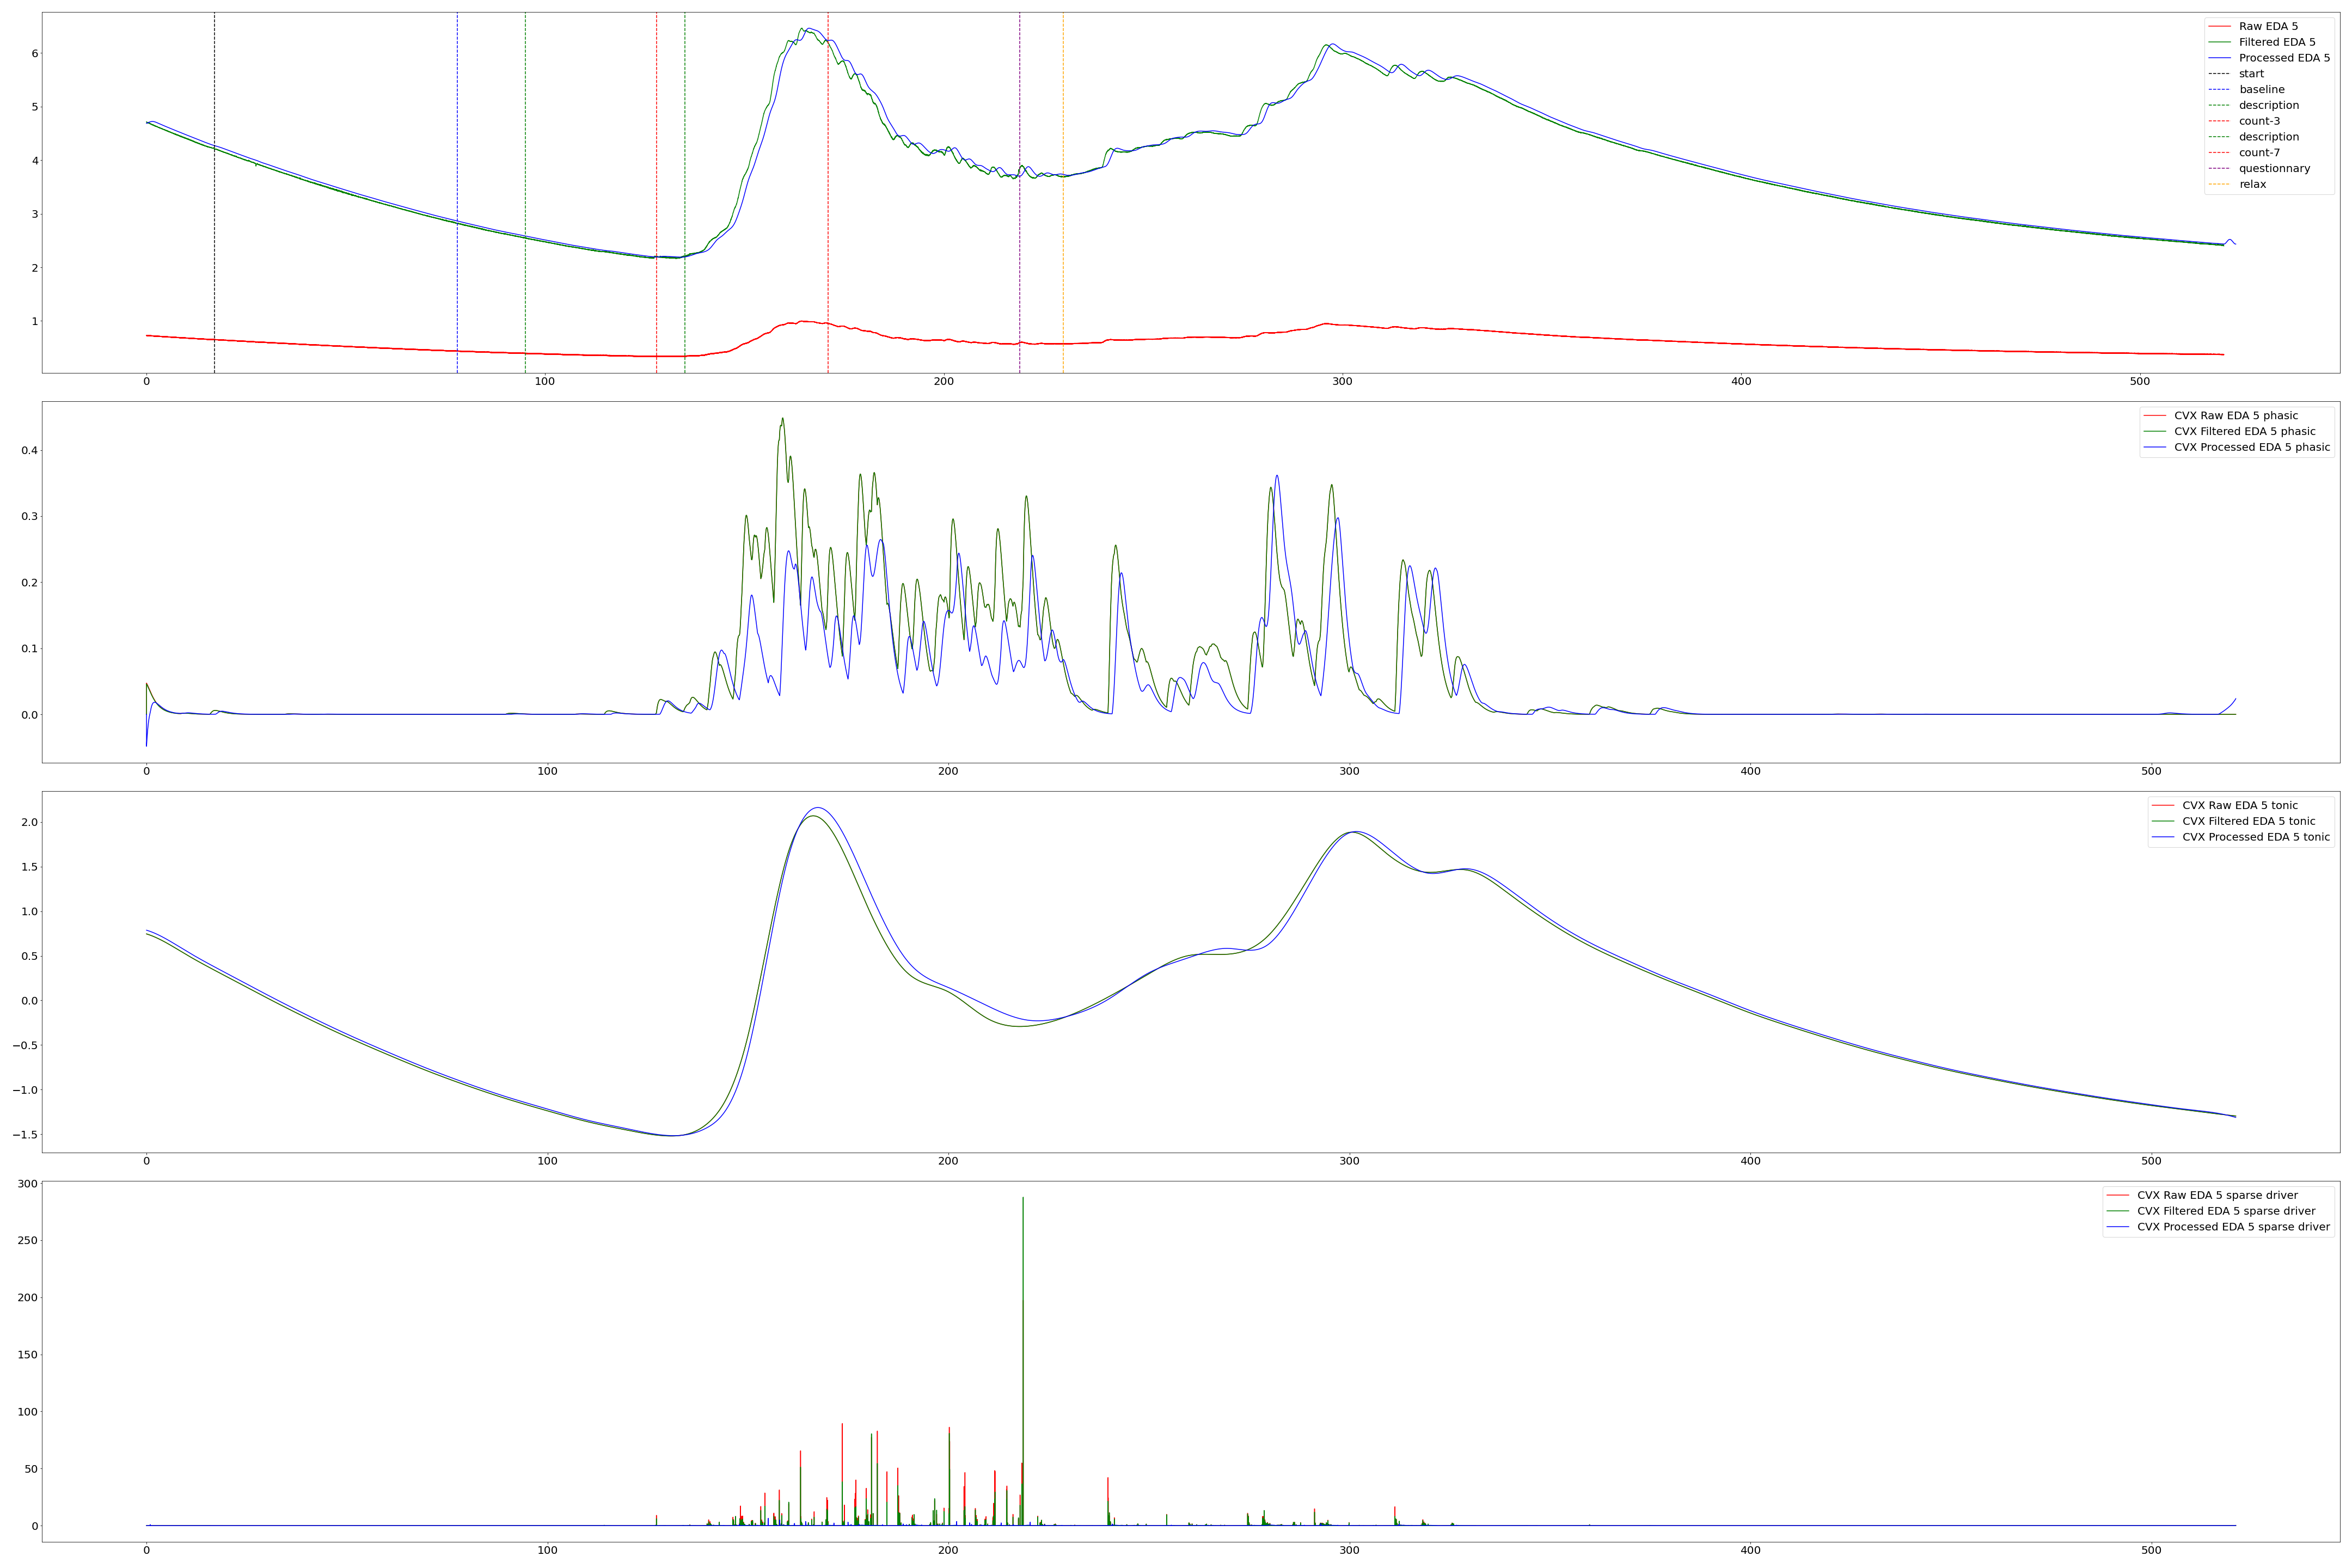 6
5
4
3
2
1
0
100
200
300
400
500
Raw EDA 5
Filtered EDA 5
Processed EDA 5
start
baseline
description
count-3
description
count-7
questionnary
relax
0.4
0.3
0.2
0.1
0.0
0
100
200
300
400
500
CVX Raw EDA 5 phasic
CVX Filtered EDA 5 phasic
CVX Processed EDA 5 phasic
2.0
1.5
1.0
0.5
0.0
−0.5
−1.0
−1.5
0
100
200
300
400
500
CVX Raw EDA 5 tonic
CVX Filtered EDA 5 tonic
CVX Processed EDA 5 tonic
300
250
200
150
100
50
0
0
100
200
300
400
500
CVX Raw EDA 5 sparse driver
CVX Filtered EDA 5 sparse driver
CVX Processed EDA 5 sparse driver